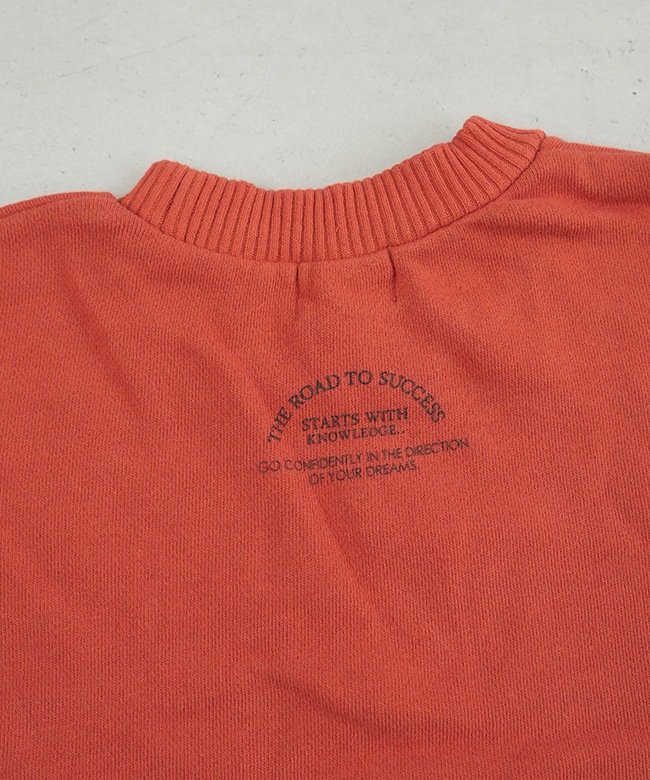 THE ROAD TO SUCCESS
STARTS WITH
KNOWLEDGE..
GO CONFIDENTLY IN THE DIRECTION
OF YOUR DREAMS.